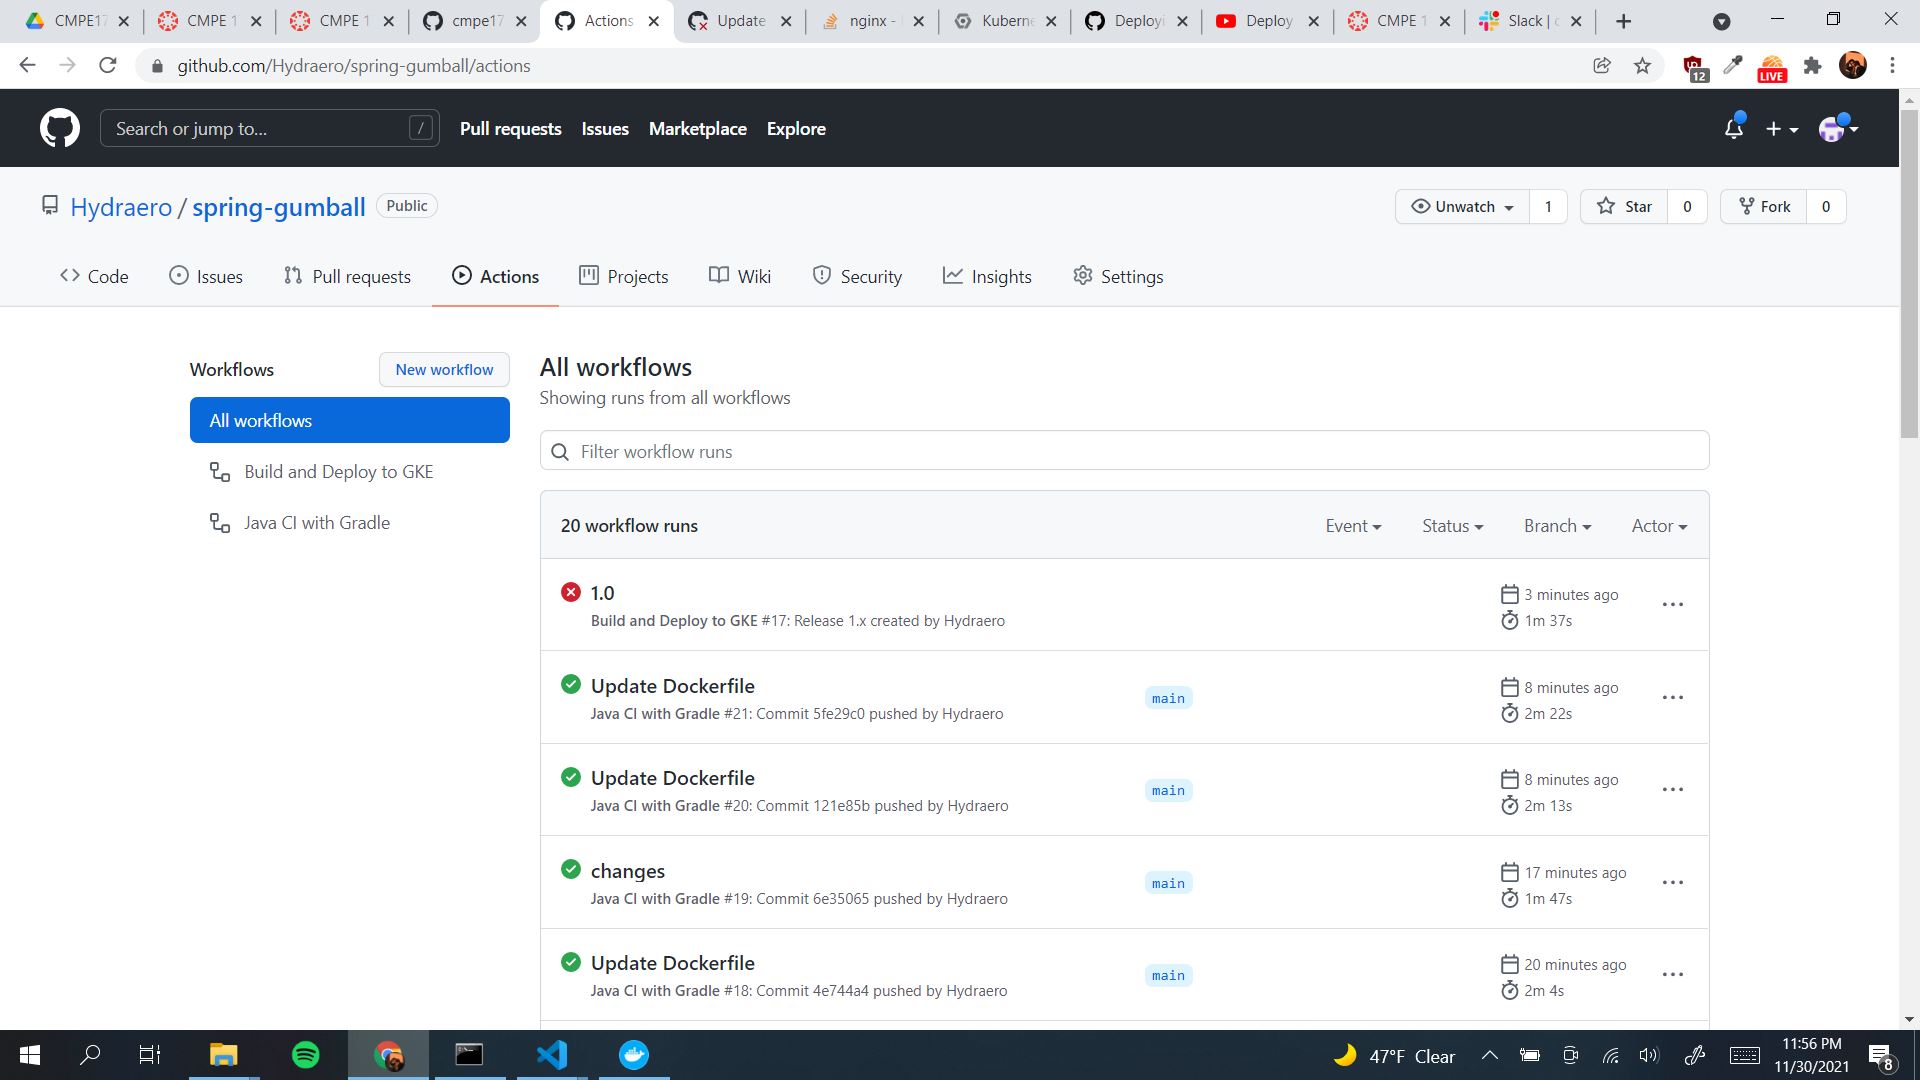 CMPE17
CMPE 1
CMPE 1
cmpe17
Actions
Update
nginx -
Kuberne
Deployi
Deploy
CMPE 1
Slack |
github.com/Hydraero/spring-gumball/actions
12
LIVE
Search or jump to...
/
Pull requests
Issues
Marketplace
Explore
Hydraero / spring-gumball
Public
Unwatch
1
Star
0
Fork
0
Code
Issues
Pull requests
Actions
Projects
Wiki
Security
Insights
Settings
Workflows
New workflow
All workflows
Build and Deploy to GKE
Java CI with Gradle
All workflows
Showing runs from all workflows
Filter workflow runs
20 workflow runs
Event
Status
Branch
Actor
1.0
Build and Deploy to GKE #17: Release 1.x created by Hydraero
3 minutes ago
1m 37s
Update Dockerfile
Java CI with Gradle #21: Commit 5fe29c0 pushed by Hydraero
main
8 minutes ago
2m 22s
Update Dockerfile
Java CI with Gradle #20: Commit 121e85b pushed by Hydraero
main
8 minutes ago
2m 13s
changes
Java CI with Gradle #19: Commit 6e35065 pushed by Hydraero
main
17 minutes ago
1m 47s
Update Dockerfile
Java CI with Gradle #18: Commit 4e744a4 pushed by Hydraero
main
20 minutes ago
2m 4s
47°F Clear
11:56 PM
11/30/2021
8